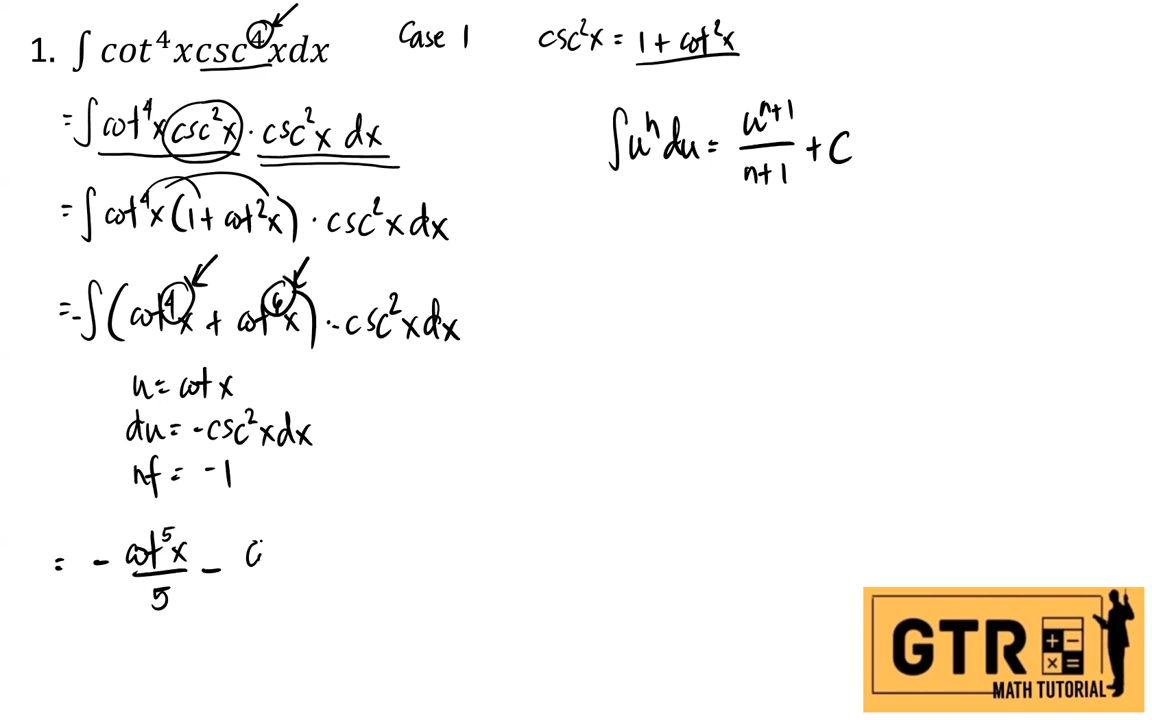 1. ∫ cot⁴xcsc⁴xdx
Case 1
csc²x = 1 + cot²x
= ∫ cot⁴x csc²x · csc²x dx
∫uⁿdu = uⁿ⁺¹/n+1 + C
= ∫ cot⁴x (1 + cot²x) · csc²x dx
= -∫ (cot⁴x + cot⁶x) · -csc²x dx
u = cot x
du = -csc²x dx
nf = -1
= - cot⁵x/5 - c
GTR
MATH TUTORIAL